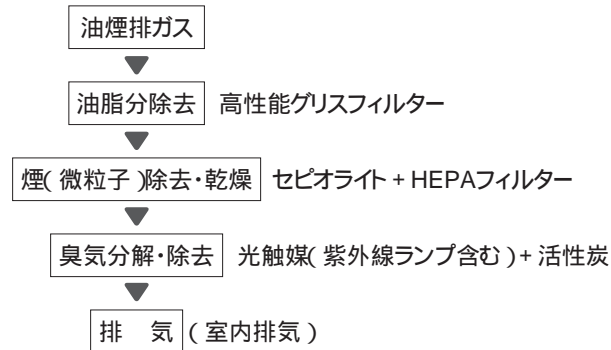 油煙排ガス
油脂分除去 高性能グリスフィルター
煙(微粒子)除去・乾燥 セピオライト + HEPAフィルター
臭気分解・除去 光触媒(紫外線ランプ含む)+ 活性炭
排　気 (室内排気)